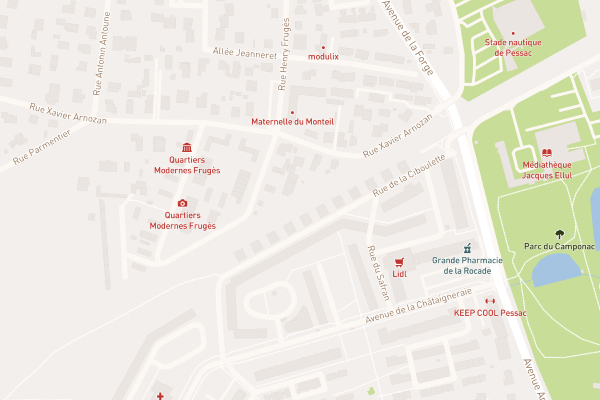 Avenue de la Forge
Stade nautique
de Pessac
Allée Jeanneret
modulix
Rue Henry Frugès
Rue Antonin Antoune
Rue Xavier Arnozan
Maternelle du Monteil
Rue Xavier Arnozan
Rue Parmentier
Quartiers
Modernes Frugès
Rue de la Ciboulette
Médiathèque
Jacques Ellul
Quartiers
Modernes Frugès
Parc du Camponac
Rue du Safran
Lidl
Grande Pharmacie
de la Rocade
Avenue de la Châtaigneraie
KEEP COOL Pessac
Avenue